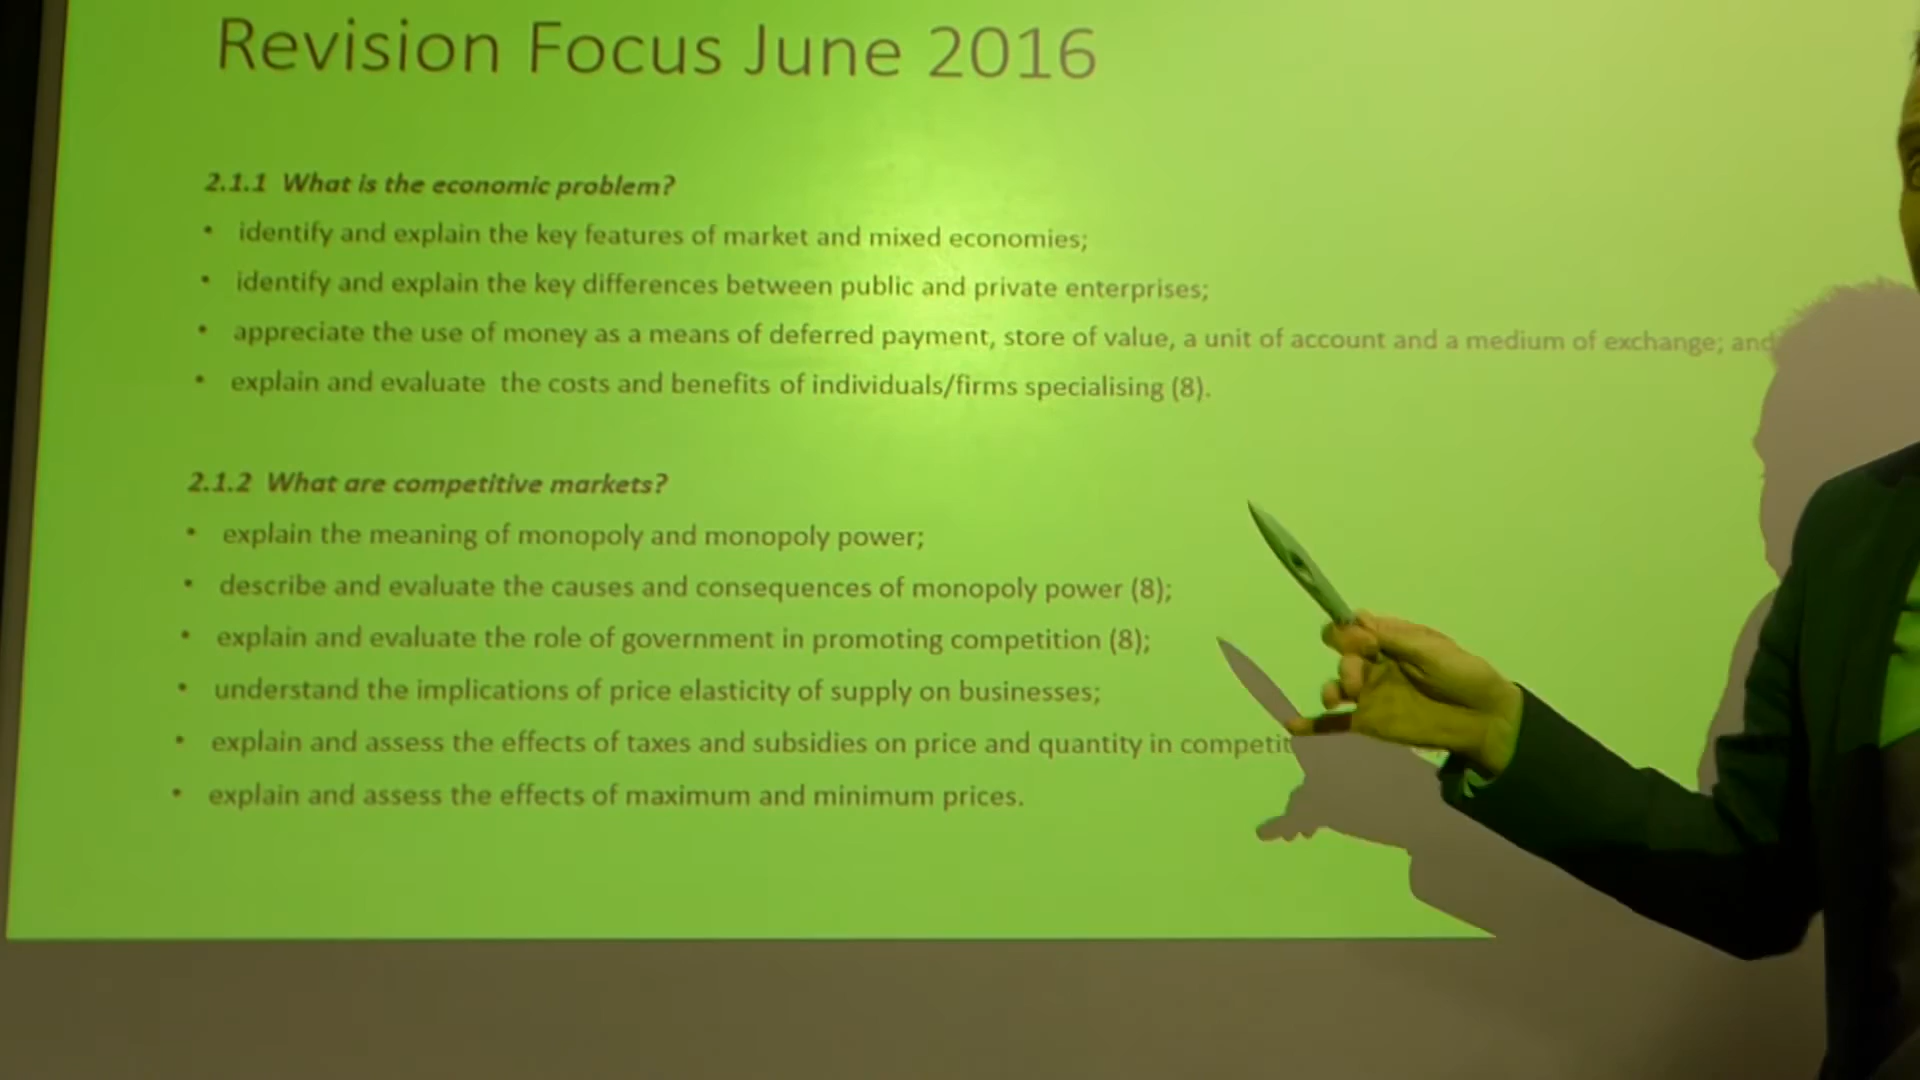 Revision Focus June 2016
2.1.1 What is the economic problem?
• identify and explain the key features of market and mixed economies;
• identify and explain the key differences between public and private enterprises;
• appreciate the use of money as a means of deferred payment, store of value, a unit of account and a medium of exchange; and
• explain and evaluate the costs and benefits of individuals/firms specialising (8).
2.1.2 What are competitive markets?
• explain the meaning of monopoly and monopoly power;
• describe and evaluate the causes and consequences of monopoly power (8);
• explain and evaluate the role of government in promoting competition (8);
• understand the implications of price elasticity of supply on businesses;
• explain and assess the effects of taxes and subsidies on price and quantity in competit
• explain and assess the effects of maximum and minimum prices.